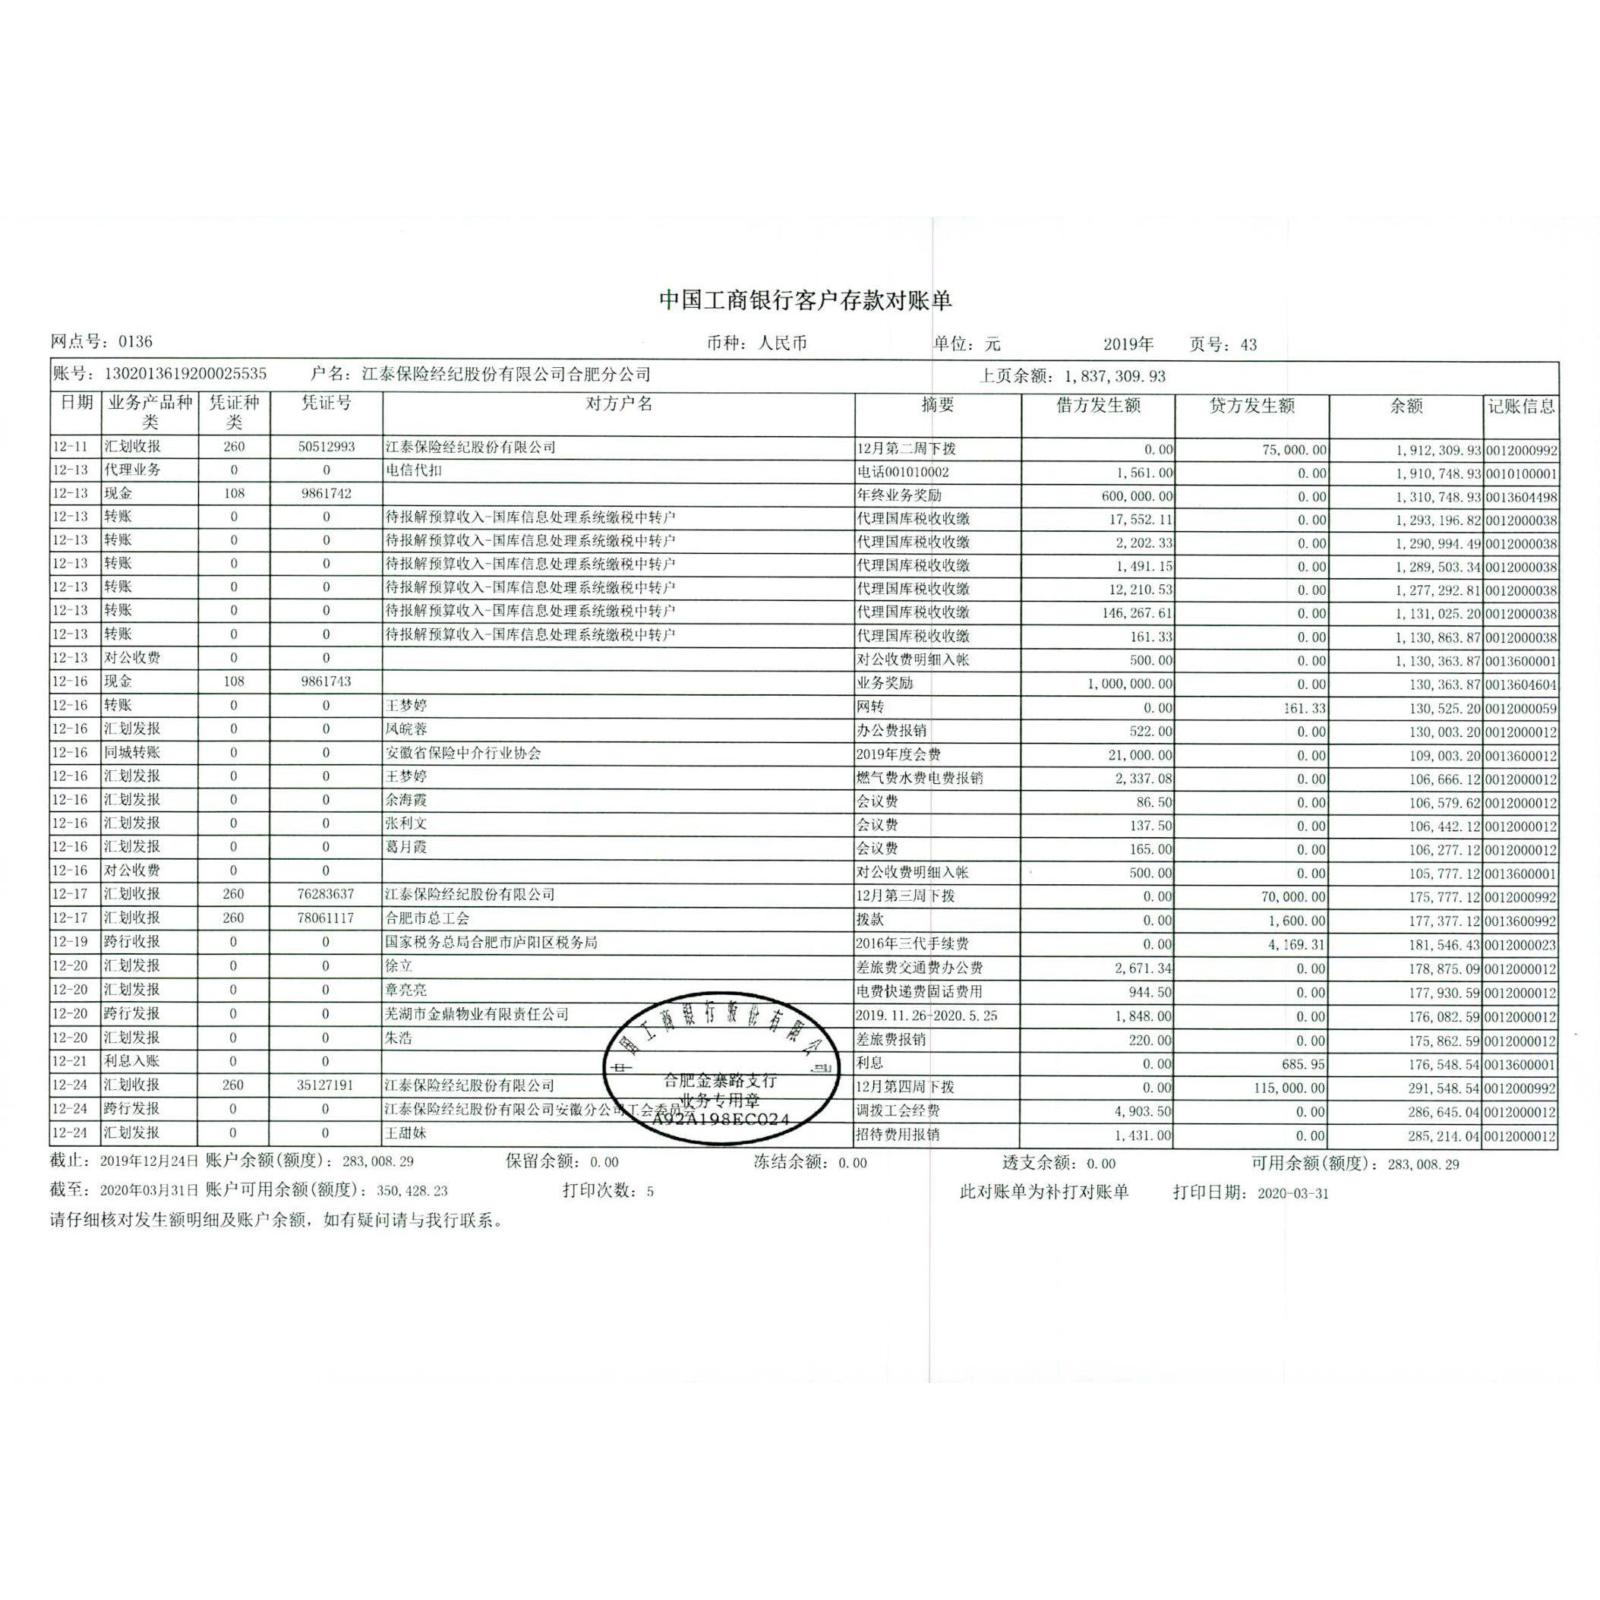 中国工商银行客户存款对账单
网点号：0136 币种：人民币 单位：元 2019年 页号：43
账号：1302013619200025535 户名：江泰保险经纪股份有限公司合肥分公司 上页余额：1,837,309.93
日期 业务产品种类 凭证种类 凭证号 对方户名 摘要 借方发生额 贷方发生额 余额 记账信息
12-11 汇划收报 260 50512993 江泰保险经纪股份有限公司 12月第二周下拨 0.00 75,000.00 1,912,309.93 0012000992
12-13 代理业务 0 0 电信代扣 电话001010002 1,561.00 0.00 1,910,748.93 0010100001
12-13 现金 108 9861742 年终业务奖励 600,000.00 0.00 1,310,748.93 0013604498
12-13 转账 0 0 待报解预算收入-国库信息处理系统缴税中转户 代理国库税收收缴 17,552.11 0.00 1,293,196.82 0012000038
12-13 转账 0 0 待报解预算收入-国库信息处理系统缴税中转户 代理国库税收收缴 2,202.33 0.00 1,290,994.49 0012000038
12-13 转账 0 0 待报解预算收入-国库信息处理系统缴税中转户 代理国库税收收缴 1,491.15 0.00 1,289,503.34 0012000038
12-13 转账 0 0 待报解预算收入-国库信息处理系统缴税中转户 代理国库税收收缴 12,210.53 0.00 1,277,292.81 0012000038
12-13 转账 0 0 待报解预算收入-国库信息处理系统缴税中转户 代理国库税收收缴 146,267.61 0.00 1,131,025.20 0012000038
12-13 转账 0 0 待报解预算收入-国库信息处理系统缴税中转户 代理国库税收收缴 161.33 0.00 1,130,863.87 0012000038
12-13 对公收费 0 0 对公收费明细入帐 500.00 0.00 1,130,363.87 0013600001
12-16 现金 108 9861743 业务奖励 1,000,000.00 0.00 130,363.87 0013604604
12-16 转账 0 0 王梦婷 网转 0.00 161.33 130,525.20 0012000059
12-16 汇划发报 0 0 凤皖蓉 办公费报销 522.00 0.00 130,003.20 0012000012
12-16 同城转账 0 0 安徽省保险中介行业协会 2019年度会费 21,000.00 0.00 109,003.20 0013600012
12-16 汇划发报 0 0 王梦婷 燃气费水费电费报销 2,337.08 0.00 106,666.12 0012000012
12-16 汇划发报 0 0 余海霞 会议费 86.50 0.00 106,579.62 0012000012
12-16 汇划发报 0 0 张利文 会议费 137.50 0.00 106,442.12 0012000012
12-16 汇划发报 0 0 葛月霞 会议费 165.00 0.00 106,277.12 0012000012
12-16 对公收费 0 0 对公收费明细入帐 500.00 0.00 105,777.12 0013600001
12-17 汇划收报 260 76283637 江泰保险经纪股份有限公司 12月第三周下拨 0.00 70,000.00 175,777.12 0012000992
12-17 汇划收报 260 78061117 合肥市总工会 拨款 0.00 1,600.00 177,377.12 0013600992
12-19 跨行收报 0 0 国家税务总局合肥市庐阳区税务局 2016年三代手续费 0.00 4,169.31 181,546.43 0012000023
12-20 汇划发报 0 0 徐立 差旅费交通费办公费 2,671.34 0.00 178,875.09 0012000012
12-20 汇划发报 0 0 章亮亮 电费快递费固话费用 944.50 0.00 177,930.59 0012000012
12-20 跨行发报 0 0 芜湖市金鼎物业有限责任公司 2019.11.26-2020.5.25 1,848.00 0.00 176,082.59 0012000012
12-20 汇划发报 0 0 朱浩 差旅费报销 220.00 0.00 175,862.59 0012000012
12-21 利息入账 0 0 利息 0.00 685.95 176,548.54 0013600001
12-24 汇划收报 260 35127191 江泰保险经纪股份有限公司 12月第四周下拨 0.00 115,000.00 291,548.54 0012000992
12-24 跨行发报 0 0 江泰保险经纪股份有限公司安徽分公司工会委员会 调拨工会经费 4,903.50 0.00 286,645.04 0012000012
12-24 汇划发报 0 0 王甜妹 招待费用报销 1,431.00 0.00 285,214.04 0012000012
中国工商银行股份有限公司
合肥金寨路支行
业务专用章
A92A198EC024
截止：2019年12月24日 账户余额(额度)：283,008.29 保留余额：0.00 冻结余额：0.00 透支余额：0.00 可用余额(额度)：283,008.29
截至：2020年03月31日 账户可用余额(额度)：350,428.23 打印次数：5 此对账单为补打对账单 打印日期：2020-03-31
请仔细核对发生额明细及账户余额，如有疑问请与我行联系。